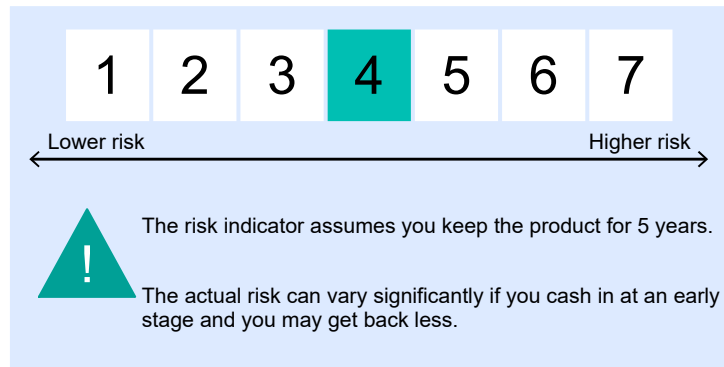 1 2 3 4 5 6 7
Lower risk Higher risk
!
The risk indicator assumes you keep the product for 5 years.
The actual risk can vary significantly if you cash in at an early
stage and you may get back less.